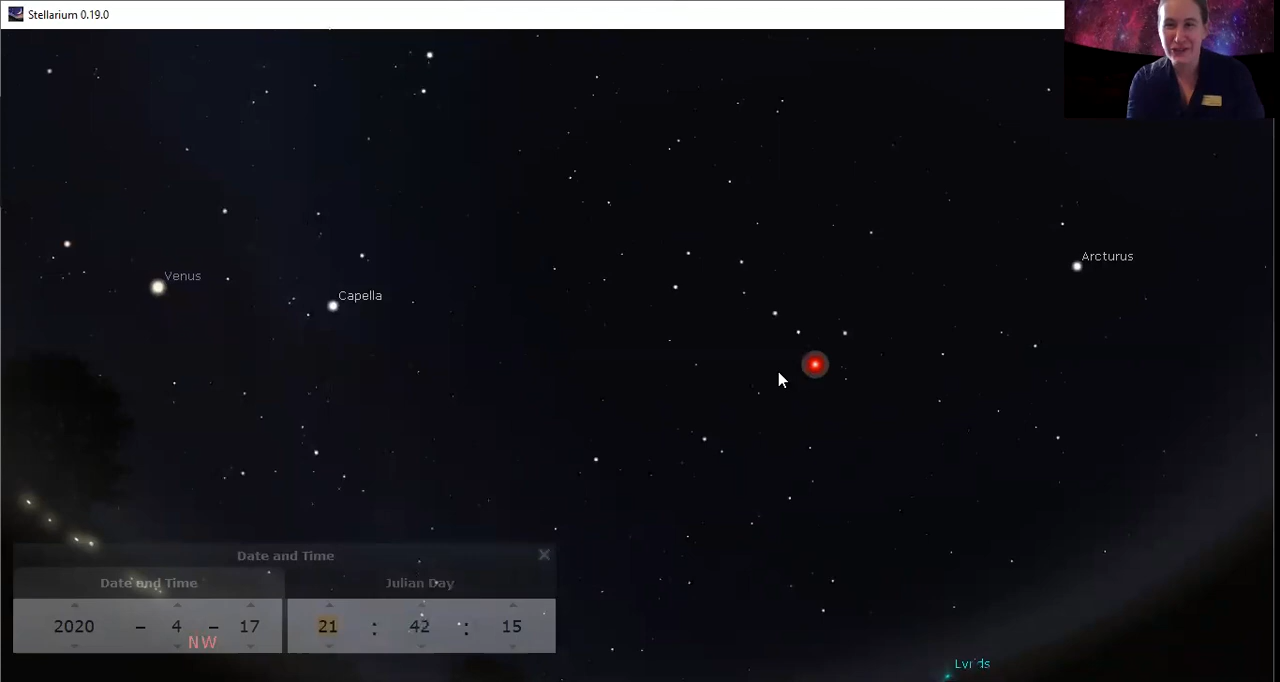 Stellarium 0.19.0
Venus
Capella
Arcturus
Date and Time
Date and Time
Julian Day
2020 - 4 - 17
21 : 42 : 15
NW
Lyrids